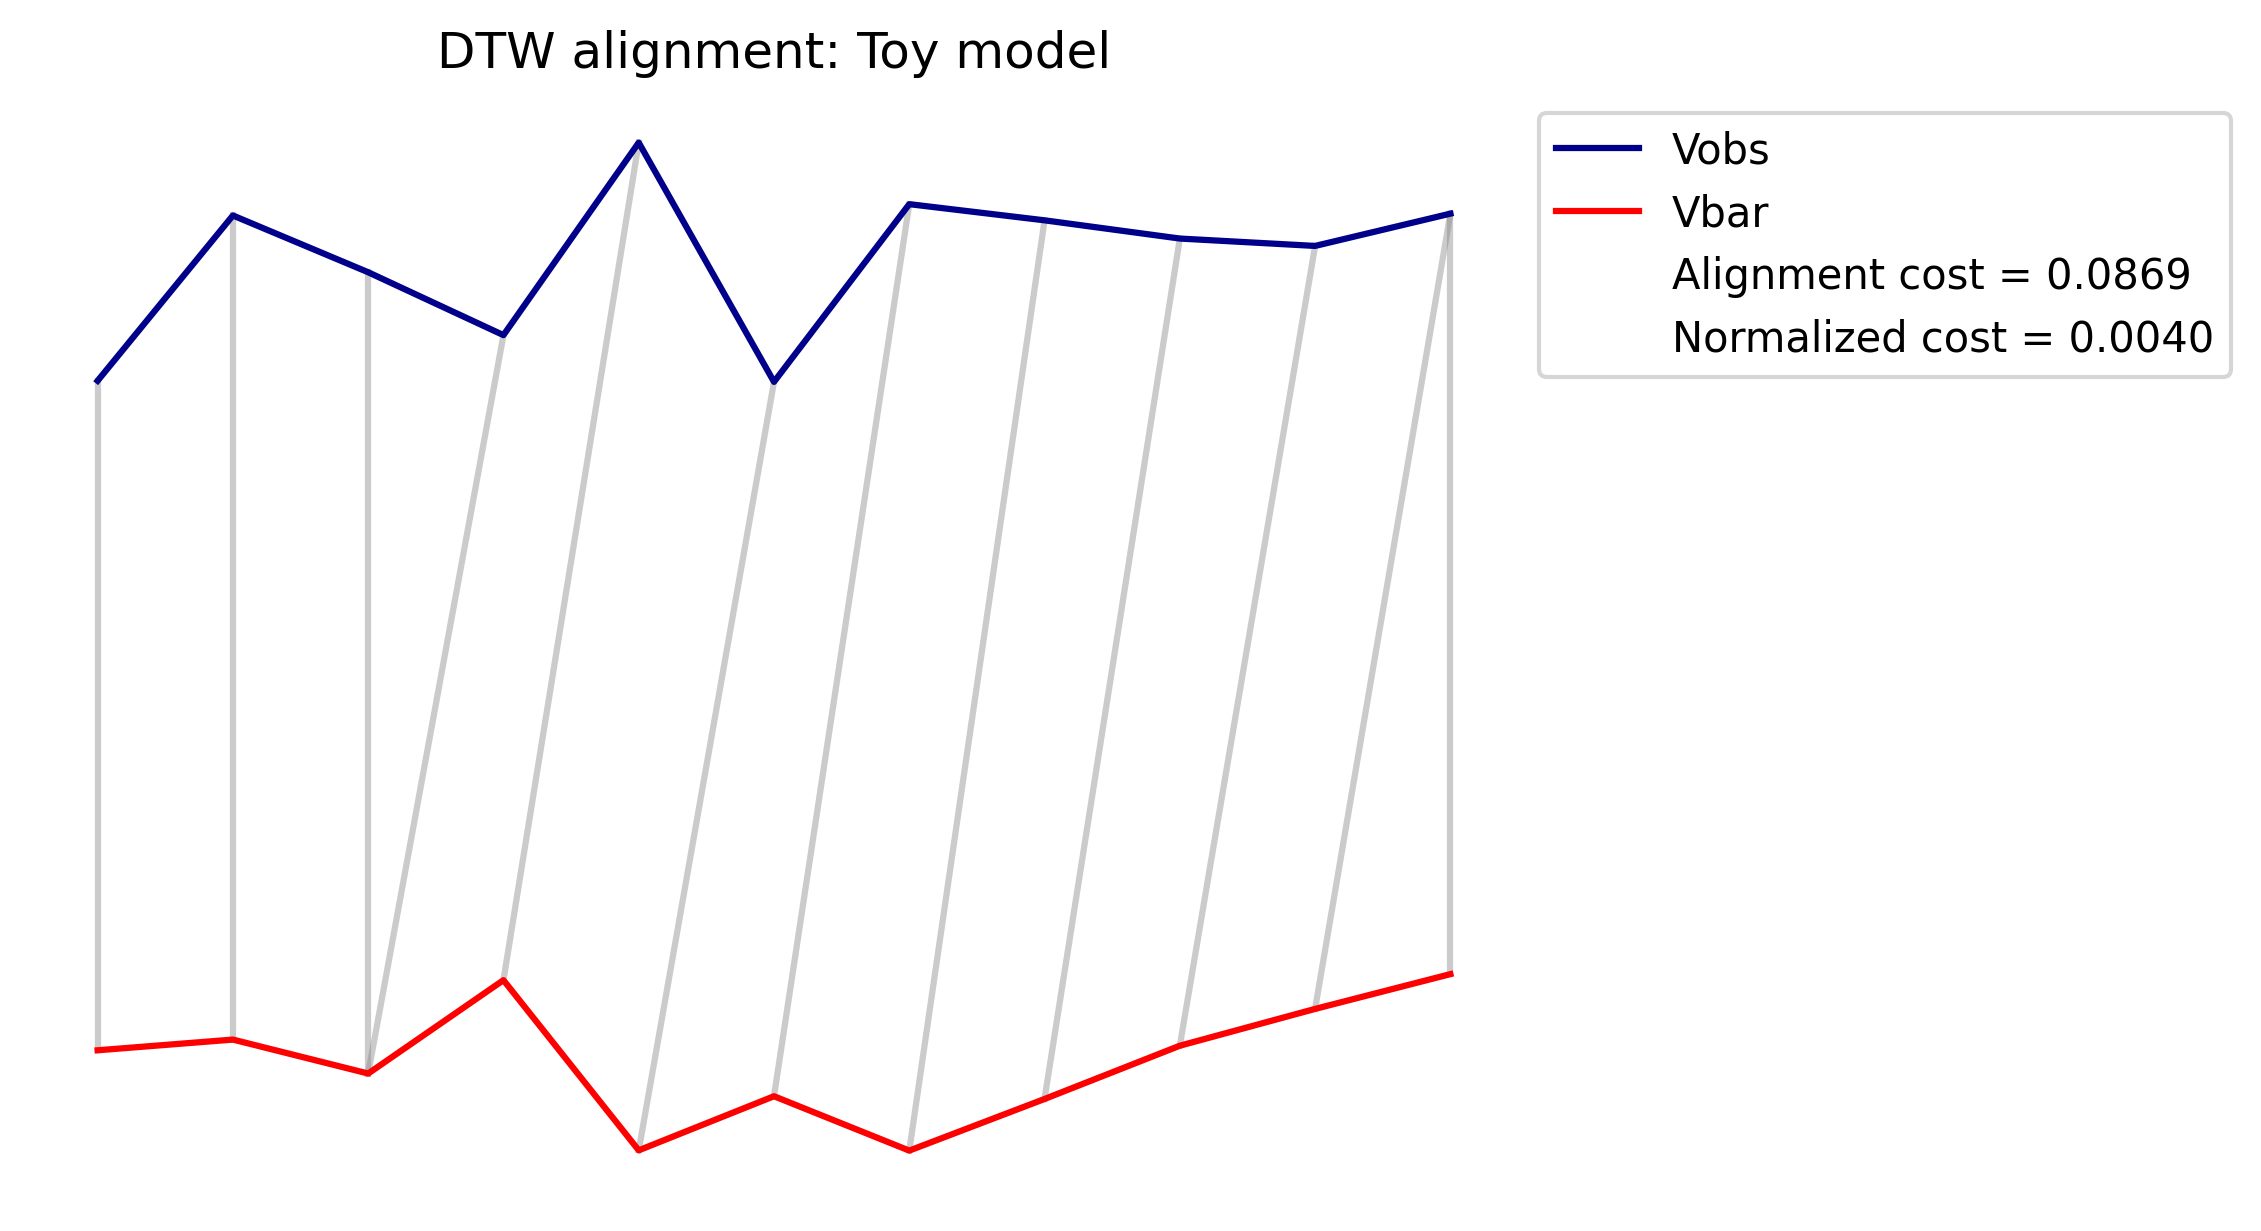 DTW alignment: Toy model
Vobs
Vbar
Alignment cost = 0.0869
Normalized cost = 0.0040